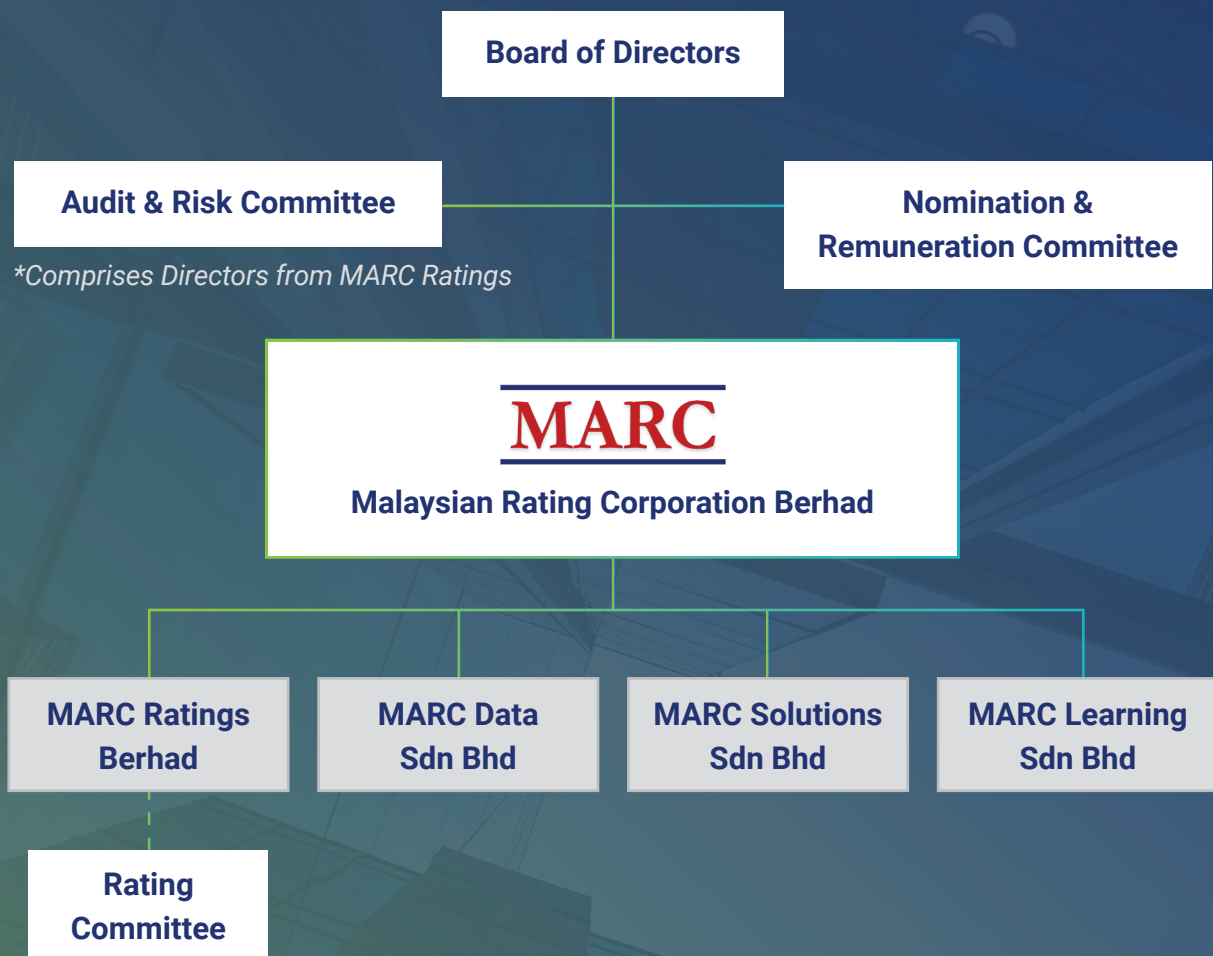 Board of Directors
Audit & Risk Committee
*Comprises Directors from MARC Ratings
Nomination &
Remuneration Committee
MARC
Malaysian Rating Corporation Berhad
MARC Ratings
Berhad
MARC Data
Sdn Bhd
MARC Solutions
Sdn Bhd
MARC Learning
Sdn Bhd
Rating
Committee